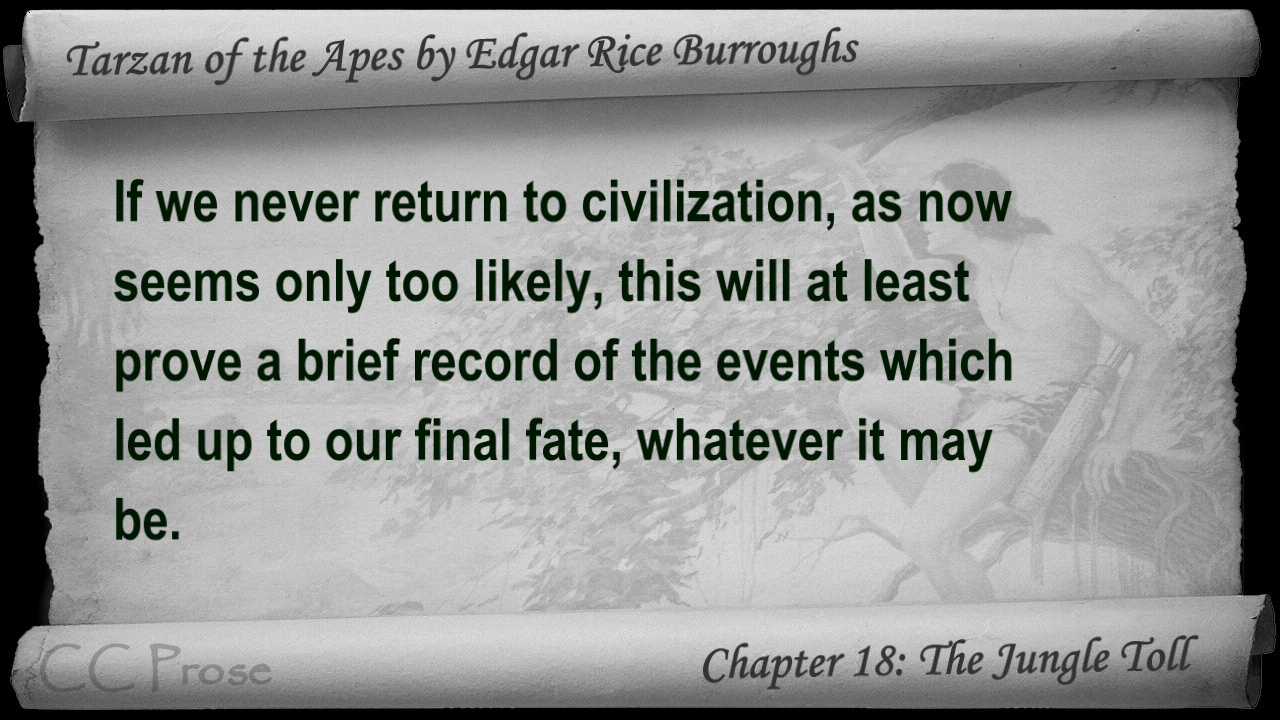 Tarzan of the Apes by Edgar Rice Burroughs
If we never return to civilization, as now
seems only too likely, this will at least
prove a brief record of the events which
led up to our final fate, whatever it may
be.
CC Prose
Chapter 18: The Jungle Toll